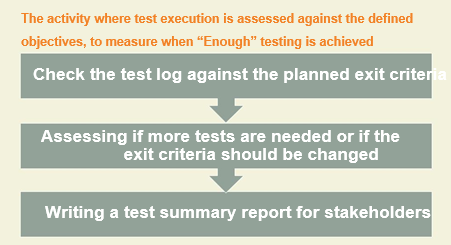 The activity where test execution is assessed against the defined
objectives, to measure when “Enough” testing is achieved
Check the test log against the planned exit criteria
Assessing if more tests are needed or if the
exit criteria should be changed
Writing a test summary report for stakeholders